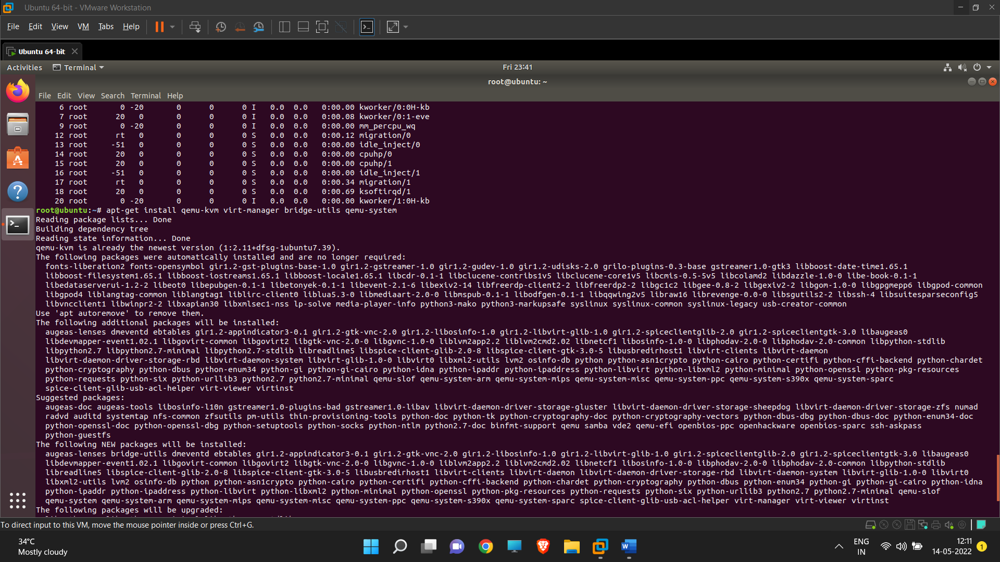 Ubuntu 64-bit - VMware Workstation
File Edit View VM Tabs Help
Ubuntu 64-bit
Activities Terminal Fri 23:41
root@ubuntu: ~
File Edit View Search Terminal Help
6 root 0 -20 0 0 0 I 0.0 0.0 0:00.00 kworker/0:0H-kb
7 root 20 0 0 0 0 I 0.0 0.0 0:00.08 kworker/0:1-eve
9 root 0 -20 0 0 0 I 0.0 0.0 0:00.00 mm_percpu_wq
12 root rt 0 0 0 0 S 0.0 0.0 0:00.12 migration/0
13 root -51 0 0 0 0 S 0.0 0.0 0:00.00 idle_inject/0
14 root 20 0 0 0 0 S 0.0 0.0 0:00.00 cpuhp/0
15 root 20 0 0 0 0 S 0.0 0.0 0:00.00 cpuhp/1
16 root -51 0 0 0 0 S 0.0 0.0 0:00.00 idle_inject/1
17 root rt 0 0 0 0 S 0.0 0.0 0:00.34 migration/1
18 root 20 0 0 0 0 S 0.0 0.0 0:00.69 ksoftirqd/1
20 root 0 -20 0 0 0 I 0.0 0.0 0:00.00 kworker/1:0H-kb
root@ubuntu:~# apt-get install qemu-kvm virt-manager bridge-utils qemu-system
Reading package lists... Done
Building dependency tree
Reading state information... Done
qemu-kvm is already the newest version (1:2.11+dfsg-1ubuntu7.39).
The following packages were automatically installed and are no longer required:
fonts-liberation2 fonts-opensymbol gir1.2-gst-plugins-base-1.0 gir1.2-gstreamer-1.0 gir1.2-gudev-1.0 gir1.2-udisks-2.0 grilo-plugins-0.3-base gstreamer1.0-gtk3 libboost-date-time1.65.1
libboost-filesystem1.65.1 libboost-iostreams1.65.1 libboost-locale1.65.1 libcdr-0.1-1 libclucene-contribs1v5 libclucene-core1v5 libcmis-0.5-5v5 libcolamd2 libdazzle-1.0-0 libe-book-0.1-1
libedataserverui-1.2-2 libeot0 libepubgen-0.1-1 libetonyek-0.1-1 libevent-2.1-6 libexiv2-14 libfreerdp-client2-2 libfreerdp2-2 libgc1c2 libgee-0.8-2 libgexiv2-2 libgom-1.0-0 libgpgmepp6 libgpod-common
libgpod4 liblangtag-common liblangtag1 liblirc-client0 liblua5.3-0 libmediaart-2.0-0 libmspub-0.1-1 libodfgen-0.1-1 libqqwing2v5 libraw16 librevenge-0.0-0 libsgutils2-2 libssh-4 libsuitesparseconfig5
libvncclient1 libwinpr2-2 libxapian30 libxmlsec1-nss lp-solve media-player-info python3-mako python3-markupsafe syslinux syslinux-common syslinux-legacy usb-creator-common
Use 'apt autoremove' to remove them.
The following additional packages will be installed:
augeas-lenses dmeventd ebtables gir1.2-appindicator3-0.1 gir1.2-gtk-vnc-2.0 gir1.2-libosinfo-1.0 gir1.2-libvirt-glib-1.0 gir1.2-spiceclientglib-2.0 gir1.2-spiceclientgtk-3.0 libaugeas0
libdevmapper-event1.02.1 libgovirt-common libgovirt2 libgtk-vnc-2.0-0 libgvnc-1.0-0 liblvm2app2.2 liblvm2cmd2.02 libnetcf1 libosinfo-1.0-0 libphodav-2.0-0 libphodav-2.0-common libpython-stdlib
libpython2.7 libpython2.7-minimal libpython2.7-stdlib libreadline5 libspice-client-glib-2.0-8 libspice-client-gtk-3.0-5 libusbredirhost1 libvirt-clients libvirt-daemon
libvirt-daemon-driver-storage-rbd libvirt-daemon-system libvirt-glib-1.0-0 libvirt0 libxml2-utils lvm2 osinfo-db python python-asn1crypto python-cairo python-certifi python-cffi-backend python-chardet
python-cryptography python-dbus python-enum34 python-gi python-gi-cairo python-idna python-ipaddr python-ipaddress python-libvirt python-libxml2 python-minimal python-openssl python-pkg-resources
python-requests python-six python-urllib3 python2.7 python2.7-minimal qemu-slof qemu-system-arm qemu-system-mips qemu-system-misc qemu-system-ppc qemu-system-s390x qemu-system-sparc
spice-client-glib-usb-acl-helper virt-viewer virtinst
Suggested packages:
augeas-doc augeas-tools libosinfo-l10n gstreamer1.0-plugins-bad gstreamer1.0-libav libvirt-daemon-driver-storage-gluster libvirt-daemon-driver-storage-sheepdog libvirt-daemon-driver-storage-zfs numad
radvd auditd systemtap nfs-common zfsutils pm-utils thin-provisioning-tools python-doc python-tk python-cryptography-doc python-cryptography-vectors python-dbus-dbg python-dbus-doc python-enum34-doc
python-openssl-doc python-openssl-dbg python-setuptools python-socks python-ntlm python2.7-doc binfmt-support qemu samba vde2 qemu-efi openbios-ppc openhackware openbios-sparc ssh-askpass
python-guestfs
The following NEW packages will be installed:
augeas-lenses bridge-utils dmeventd ebtables gir1.2-appindicator3-0.1 gir1.2-gtk-vnc-2.0 gir1.2-libosinfo-1.0 gir1.2-libvirt-glib-1.0 gir1.2-spiceclientglib-2.0 gir1.2-spiceclientgtk-3.0 libaugeas0
libdevmapper-event1.02.1 libgovirt-common libgovirt2 libgtk-vnc-2.0-0 libgvnc-1.0-0 liblvm2app2.2 liblvm2cmd2.02 libnetcf1 libosinfo-1.0-0 libphodav-2.0-0 libphodav-2.0-common libpython-stdlib
libreadline5 libspice-client-glib-2.0-8 libspice-client-gtk-3.0-5 libusbredirhost1 libvirt-clients libvirt-daemon libvirt-daemon-driver-storage-rbd libvirt-daemon-system libvirt-glib-1.0-0 libvirt0
libxml2-utils lvm2 osinfo-db python python-asn1crypto python-cairo python-certifi python-cffi-backend python-chardet python-cryptography python-dbus python-enum34 python-gi python-gi-cairo python-idna
python-ipaddr python-ipaddress python-libvirt python-libxml2 python-minimal python-openssl python-pkg-resources python-requests python-six python-urllib3 python2.7 python2.7-minimal qemu-slof
qemu-system qemu-system-arm qemu-system-mips qemu-system-misc qemu-system-ppc qemu-system-s390x qemu-system-sparc spice-client-glib-usb-acl-helper virt-manager virt-viewer virtinst
The following packages will be upgraded:
To direct input to this VM, move the mouse pointer inside or press Ctrl+G.
34°C
Mostly cloudy
ENG
IN
12:11
14-05-2022
1